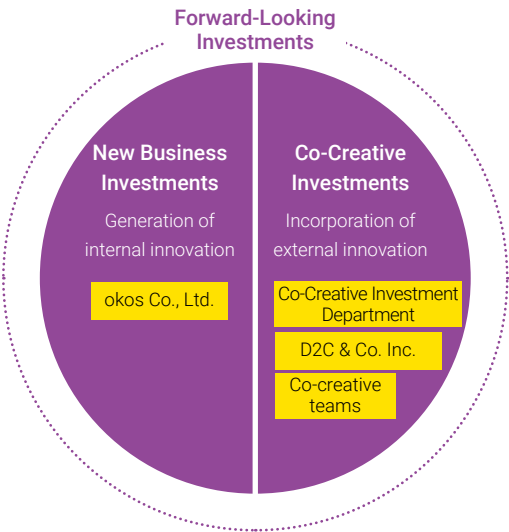 Forward-Looking
Investments
New Business
Investments
Generation of
internal innovation
okos Co., Ltd.
Co-Creative
Investments
Incorporation of
external innovation
Co-Creative Investment
Department
D2C & Co. Inc.
Co-creative
teams